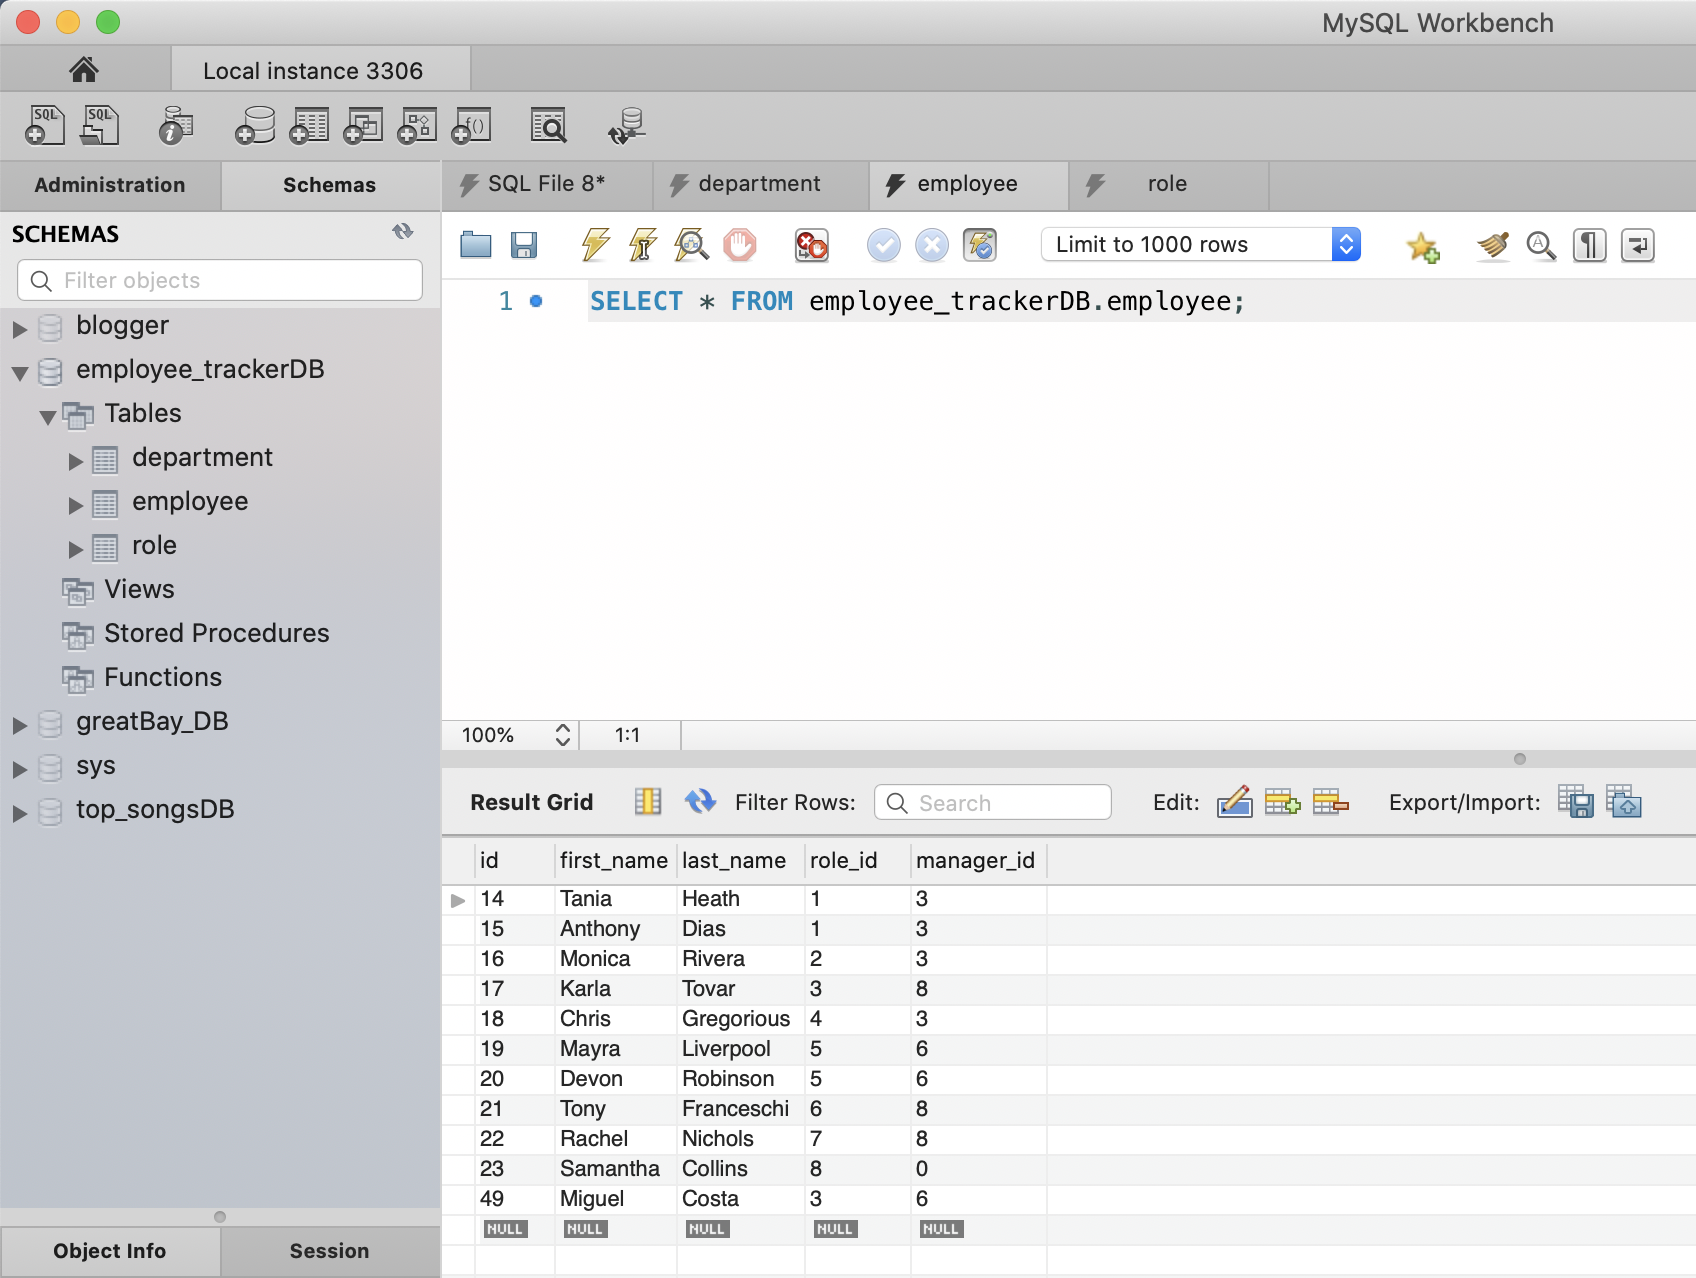 MySQL Workbench
Local instance 3306
SQL
SQL
f()
Administration
Schemas
SQL File 8*
department
employee
role
SCHEMAS
Filter objects
blogger
employee_trackerDB
Tables
department
employee
role
Views
Stored Procedures
Functions
greatBay_DB
sys
top_songsDB
Object Info
Session
Limit to 1000 rows
1 SELECT * FROM employee_trackerDB.employee;
100% 1:1
Result Grid Filter Rows: Search Edit: Export/Import:
id first_name last_name role_id manager_id
14 Tania Heath 1 3
15 Anthony Dias 1 3
16 Monica Rivera 2 3
17 Karla Tovar 3 8
18 Chris Gregorious 4 3
19 Mayra Liverpool 5 6
20 Devon Robinson 5 6
21 Tony Franceschi 6 8
22 Rachel Nichols 7 8
23 Samantha Collins 8 0
49 Miguel Costa 3 6
NULL NULL NULL NULL NULL